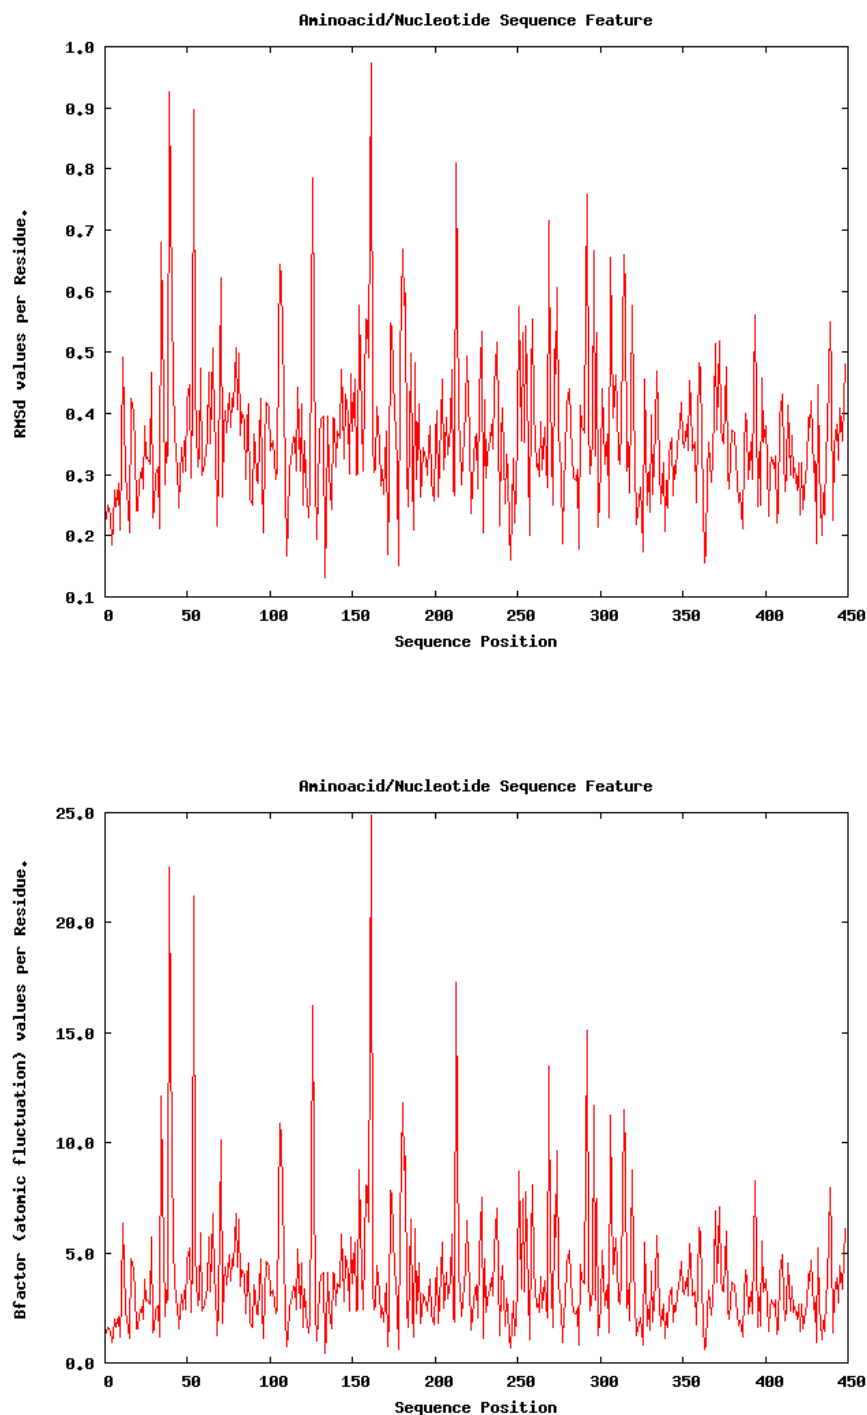 Aminoacid/Nucleotide Sequence Feature
1.0
0.9
0.8
0.7
0.6
0.5
0.4
0.3
0.2
0.1
RMSd values per Residue.
0 50 100 150 200 250 300 350 400 450
Sequence Position
Aminoacid/Nucleotide Sequence Feature
25.0
20.0
15.0
10.0
5.0
0.0
Bfactor (atomic fluctuation) values per Residue.
0 50 100 150 200 250 300 350 400 450
Sequence Position